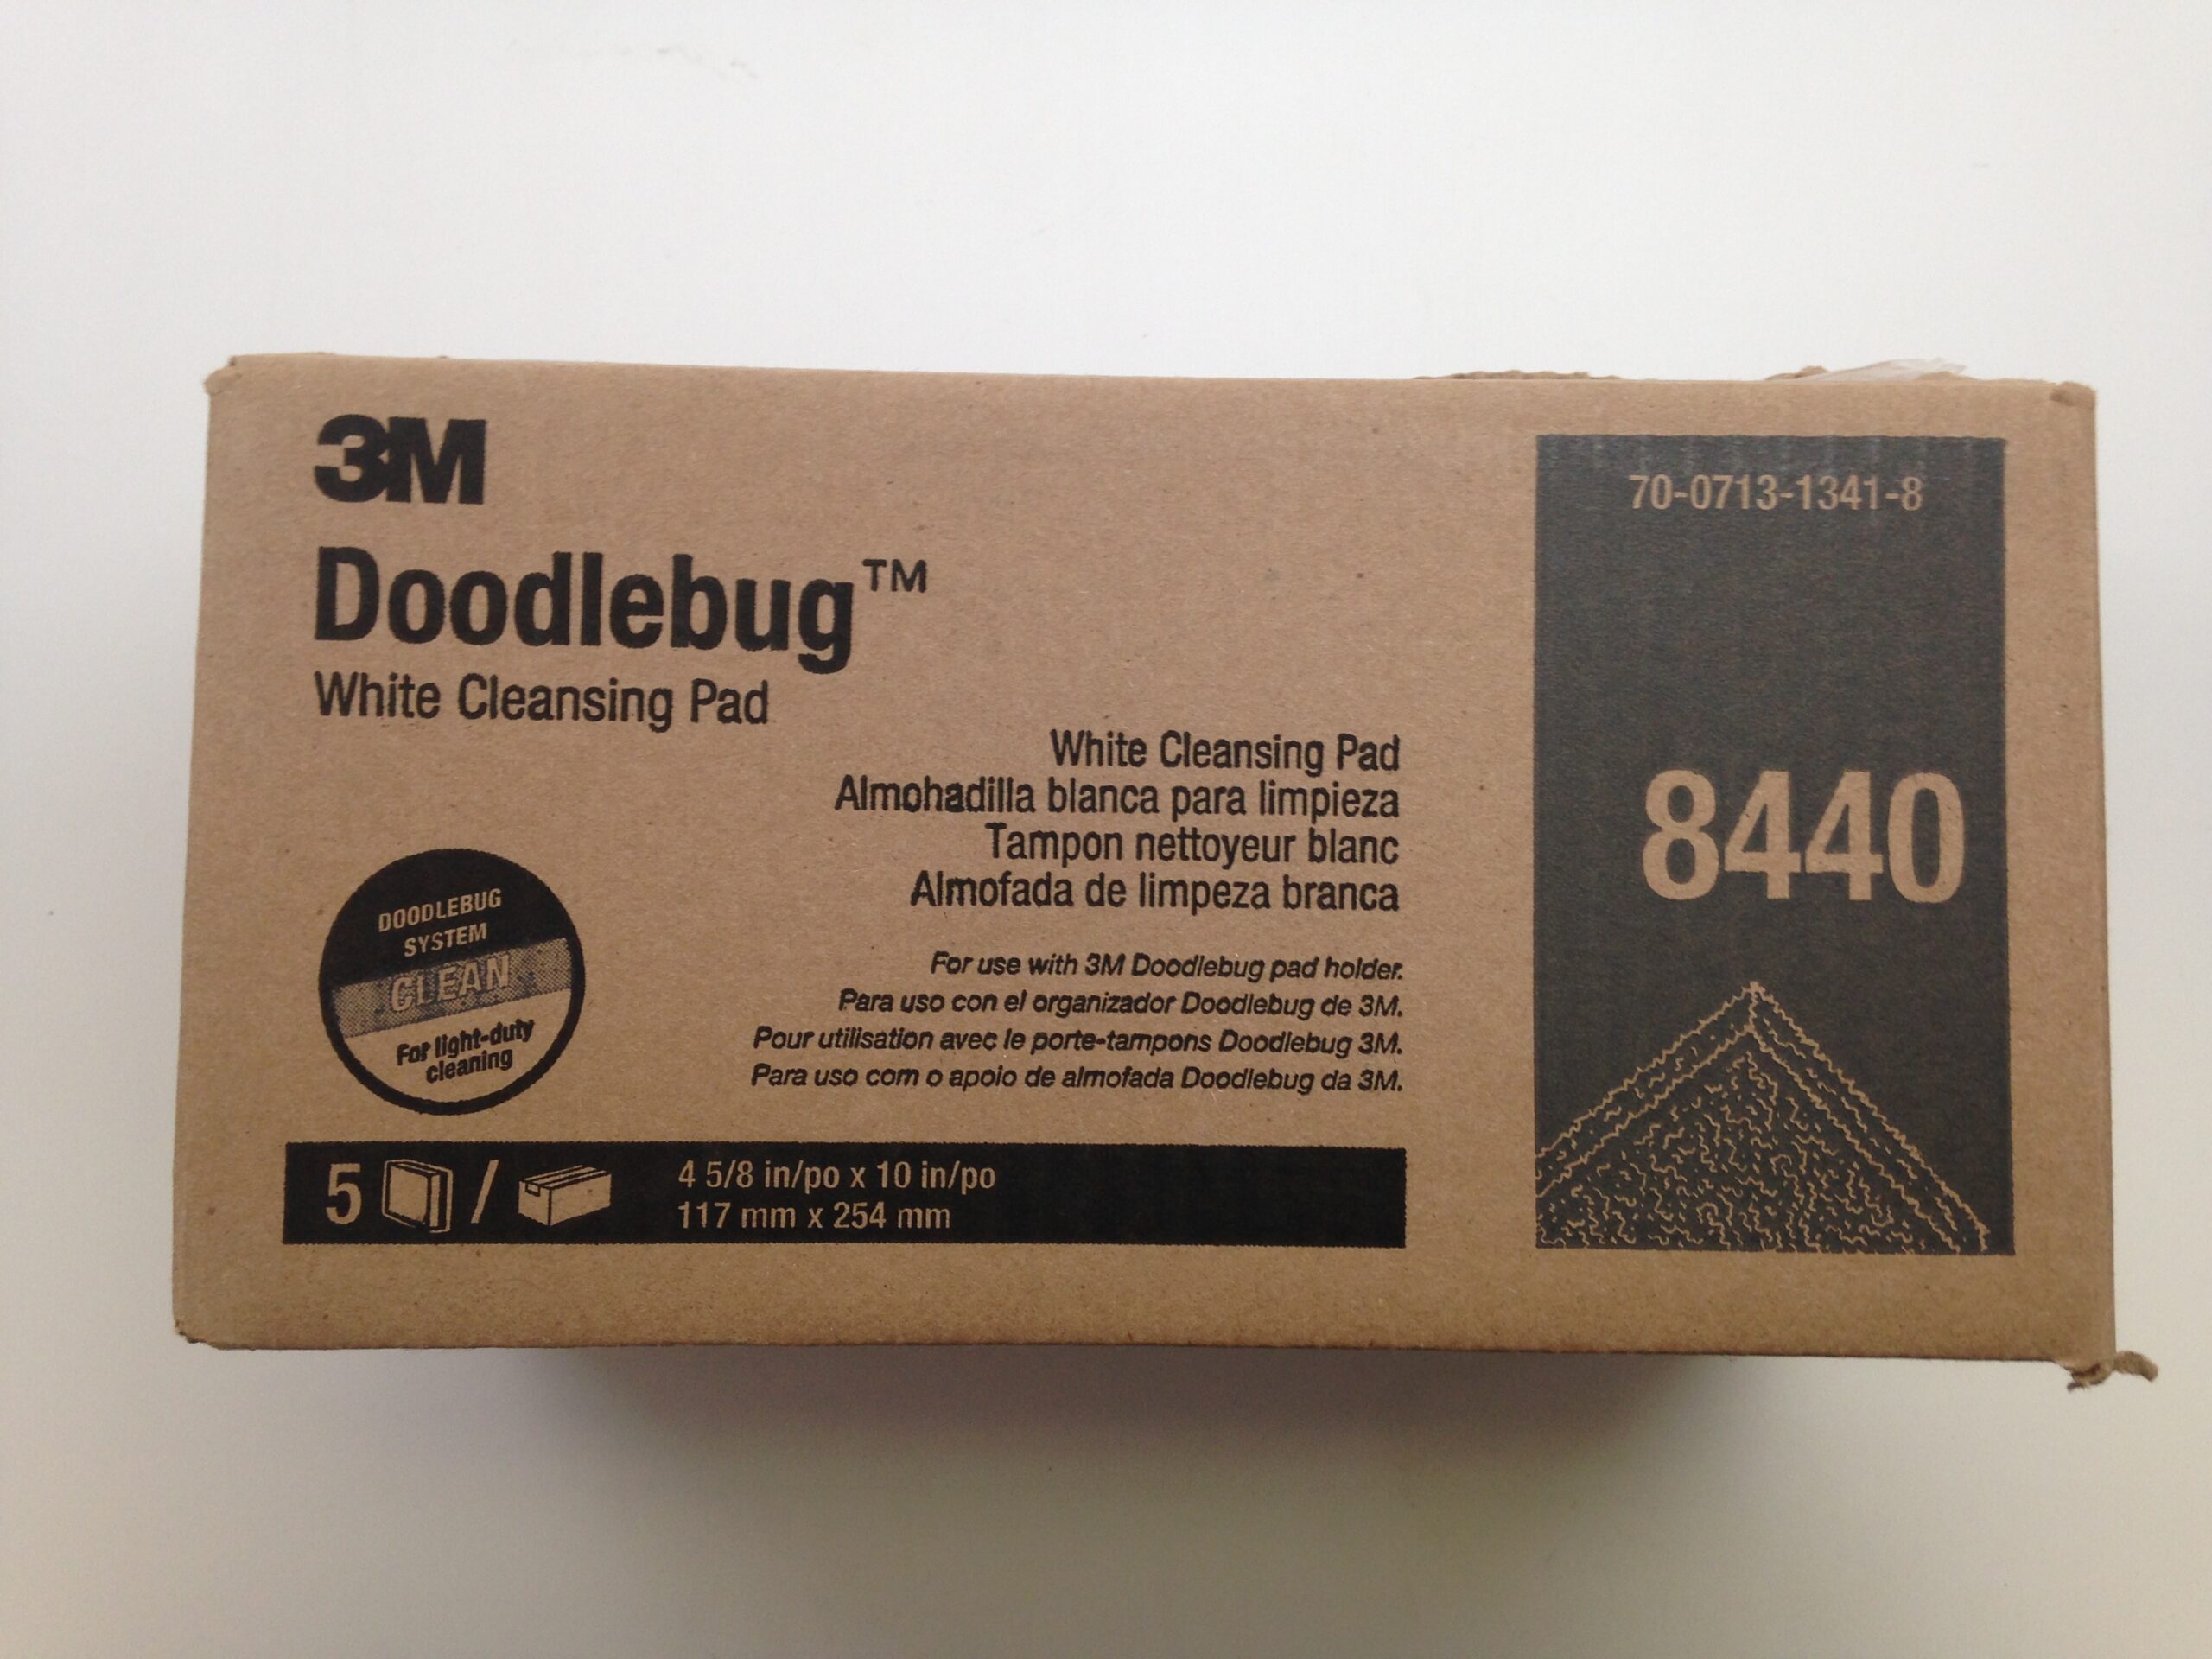 3M
Doodlebug™
White Cleansing Pad
White Cleansing Pad
Almohadilla blanca para limpieza
Tampon nettoyeur blanc
Almofada de limpeza branca
For use with 3M Doodlebug pad holder.
Para uso con el organizador Doodlebug de 3M.
Pour utilisation avec le porte-tampons Doodlebug 3M.
Para uso com o apoio de almofada Doodlebug da 3M.
DOODLEBUG
SYSTEM
CLEAN
For light-duty
cleaning
5 /
4 5/8 in/po x 10 in/po
117 mm x 254 mm
70-0713-1341-8
8440